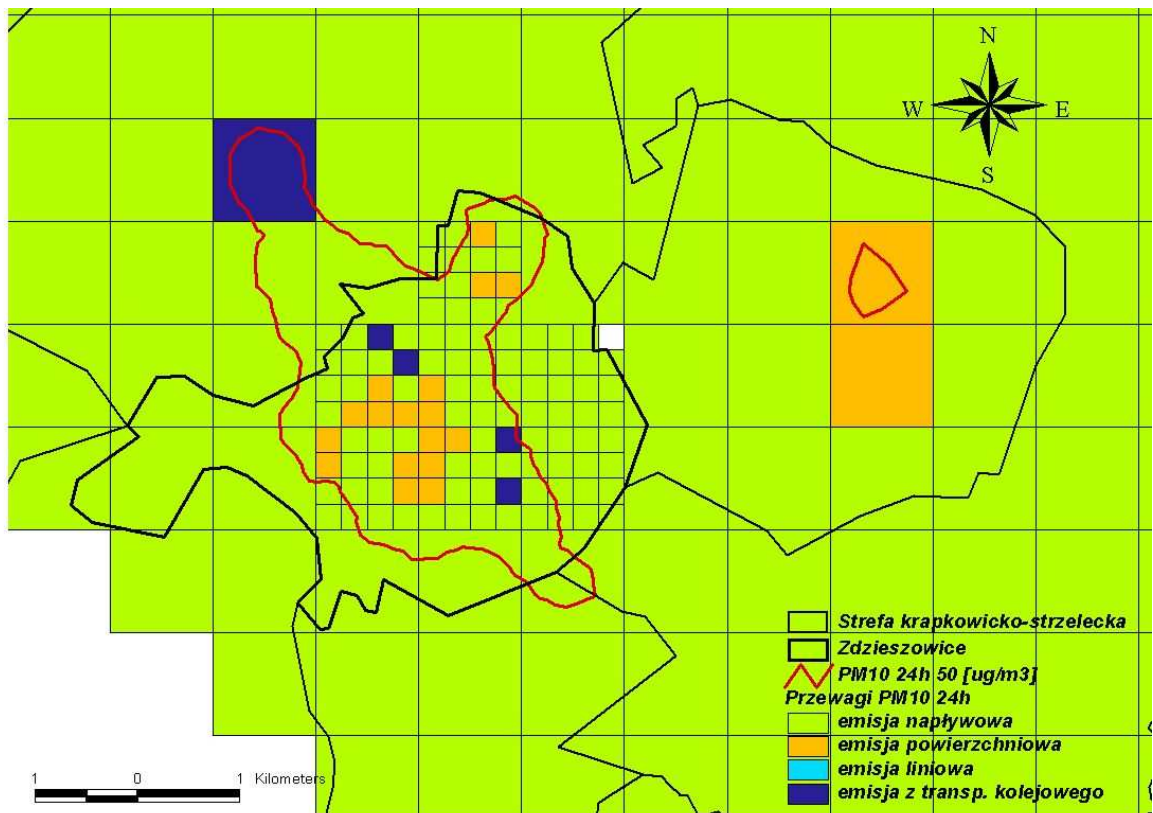 N
W E
S
Strefa krapkowicko-strzelecka
Zdzieszowice
PM10 24h 50 [ug/m3]
Przewagi PM10 24h
emisja napływowa
emisja powierzchniowa
emisja liniowa
emisja z transp. kolejowego
1 0 1 Kilometers